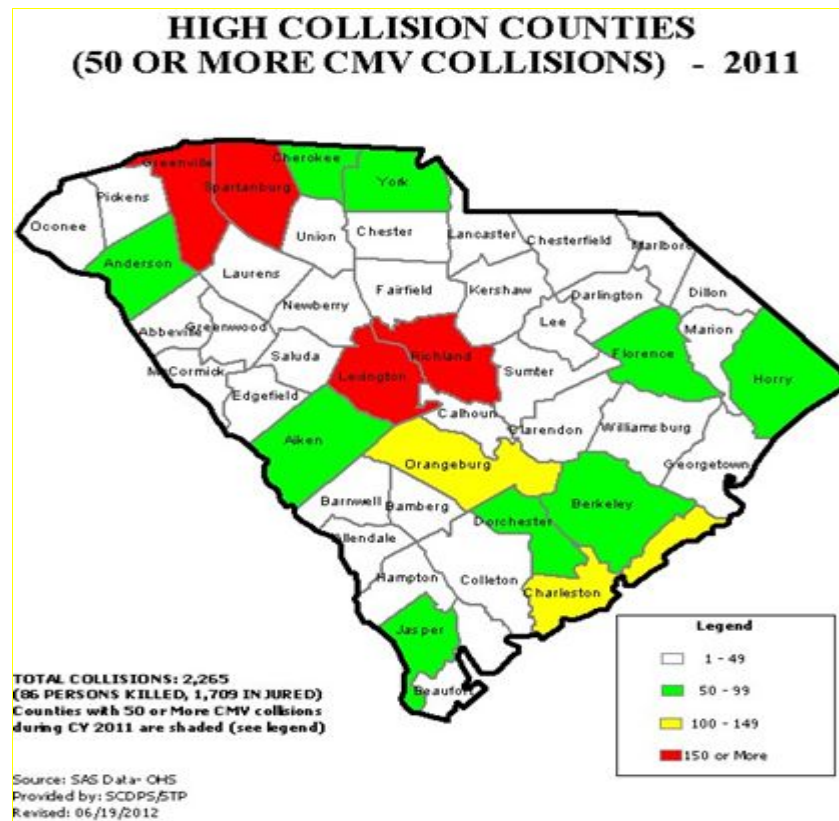 HIGH COLLISION COUNTIES
(50 OR MORE CMV COLLISIONS) - 2011
Greenville
Cherokee
Spartanburg
York
Pickens
Oconee
Union
Chester
Lancaster
Chesterfield
Marlboro
Anderson
Laurens
Fairfield
Kershaw
Darlington
Dillon
Newberry
Abbeville
Greenwood
Lee
Marion
Saluda
Richland
Florence
McCormick
Lexington
Sumter
Horry
Edgefield
Calhoun
Clarendon
Williamsburg
Aiken
Orangeburg
Georgetown
Barnwell
Bamberg
Berkeley
Dorchester
Allendale
Hampton
Colleton
Charleston
Jasper
Beaufort
Legend
1 - 49
50 - 99
100 - 149
150 or More
TOTAL COLLISIONS: 2,265
(86 PERSONS KILLED, 1,709 INJURED)
Counties with 50 or More CMV collisions
during CY 2011 are shaded (see legend)
Source: SAS Data- OHS
Provided by: SCDPS/STP
Revised: 06/19/2012